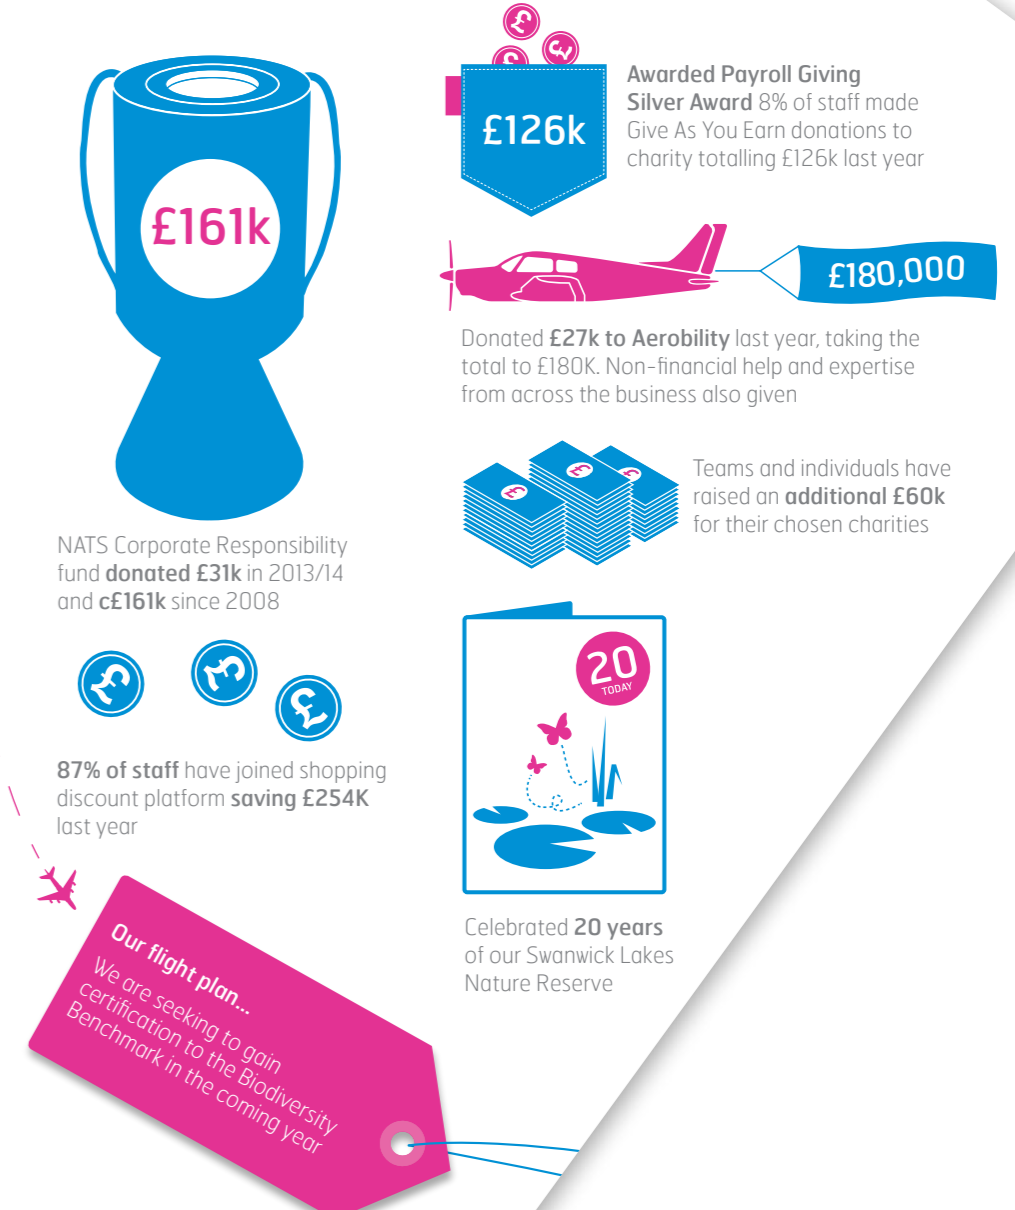 £161k
NATS Corporate Responsibility
fund donated £31k in 2013/14
and c£161k since 2008
£
£
£
87% of staff have joined shopping
discount platform saving £254K
last year
Our flight plan...
We are seeking to gain
certification to the Biodiversity
Benchmark in the coming year
£
£
£
£126k
Awarded Payroll Giving
Silver Award 8% of staff made
Give As You Earn donations to
charity totalling £126k last year
£180,000
Donated £27k to Aerobility last year, taking the
total to £180K. Non-financial help and expertise
from across the business also given
£
£
£
Teams and individuals have
raised an additional £60k
for their chosen charities
20
TODAY
Celebrated 20 years
of our Swanwick Lakes
Nature Reserve